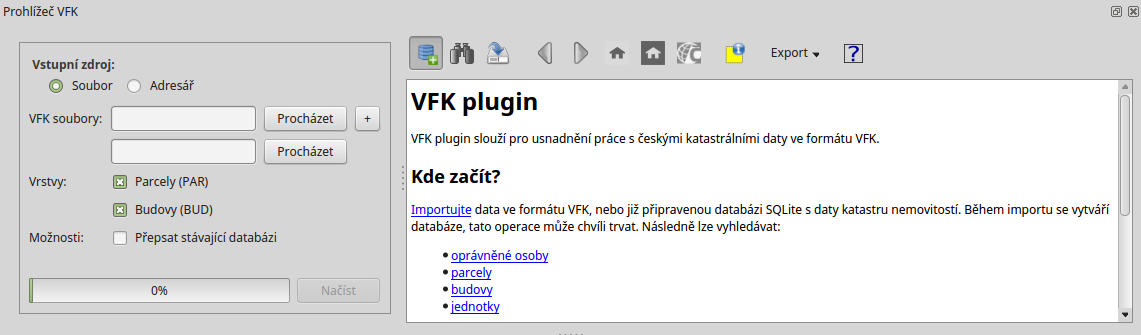 Prohlížeč VFK
Vstupní zdroj:
Soubor Adresář
VFK soubory: Procházet +
Procházet
Vrstvy: Parcely (PAR)
Budovy (BUD)
Možnosti: Přepsat stávající databázi
0% Načíst
Export ?
VFK plugin
VFK plugin slouží pro usnadnění práce s českými katastrálními daty ve formátu VFK.
Kde začít?
Importujte data ve formátu VFK, nebo již připravenou databázi SQLite s daty katastru nemovitostí. Během importu se vytváří
databáze, tato operace může chvíli trvat. Následně lze vyhledávat:
oprávněné osoby
parcely
budovy
jednotky